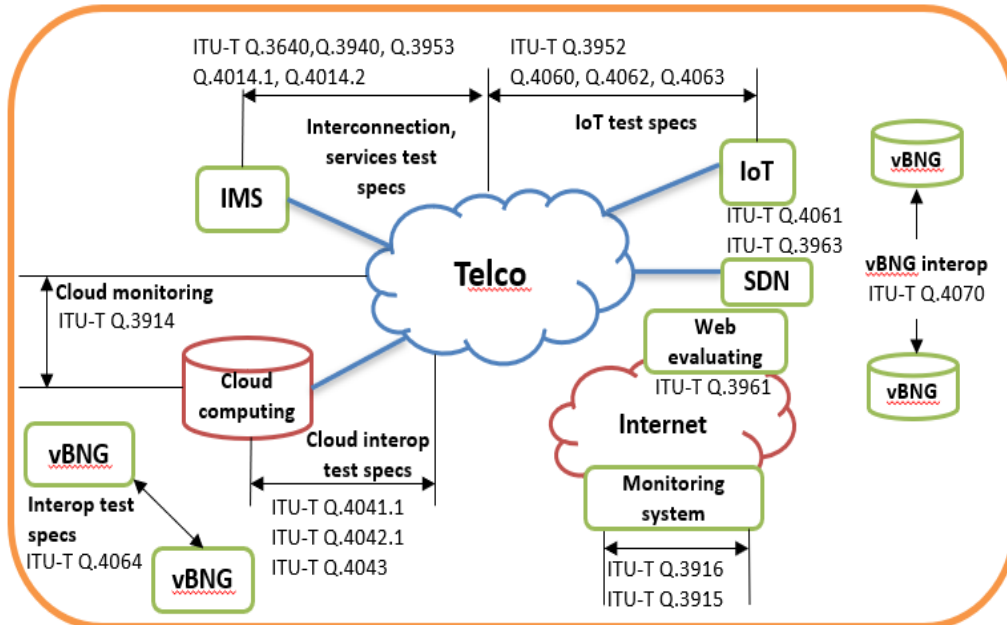 ITU-T Q.3640,Q.3940, Q.3953
Q.4014.1, Q.4014.2
ITU-T Q.3952
Q.4060, Q.4062, Q.4063
Interconnection,
services test
specs
IoT test specs
IMS
IoT
vBNG
ITU-T Q.4061
ITU-T Q.3963
Telco
SDN
vBNG interop
ITU-T Q.4070
Cloud monitoring
ITU-T Q.3914
Web
evaluating
ITU-T Q.3961
vBNG
Cloud
computing
Internet
Cloud interop
test specs
vBNG
Monitoring
system
Interop test
specs
ITU-T Q.4064
vBNG
ITU-T Q.4041.1
ITU-T Q.4042.1
ITU-T Q.4043
ITU-T Q.3916
ITU-T Q.3915